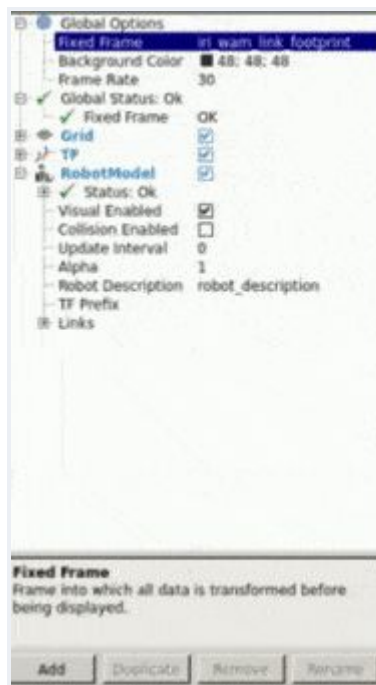 Global Options
Fixed Frame iri_wam_link_footprint
Background Color 48; 48; 48
Frame Rate 30
Global Status: Ok
Fixed Frame OK
Grid
TF
RobotModel
Status: Ok
Visual Enabled
Collision Enabled
Update Interval 0
Alpha 1
Robot Description robot_description
TF Prefix
Links
Fixed Frame
Frame into which all data is transformed before
being displayed.
Add Duplicate Remove Rename